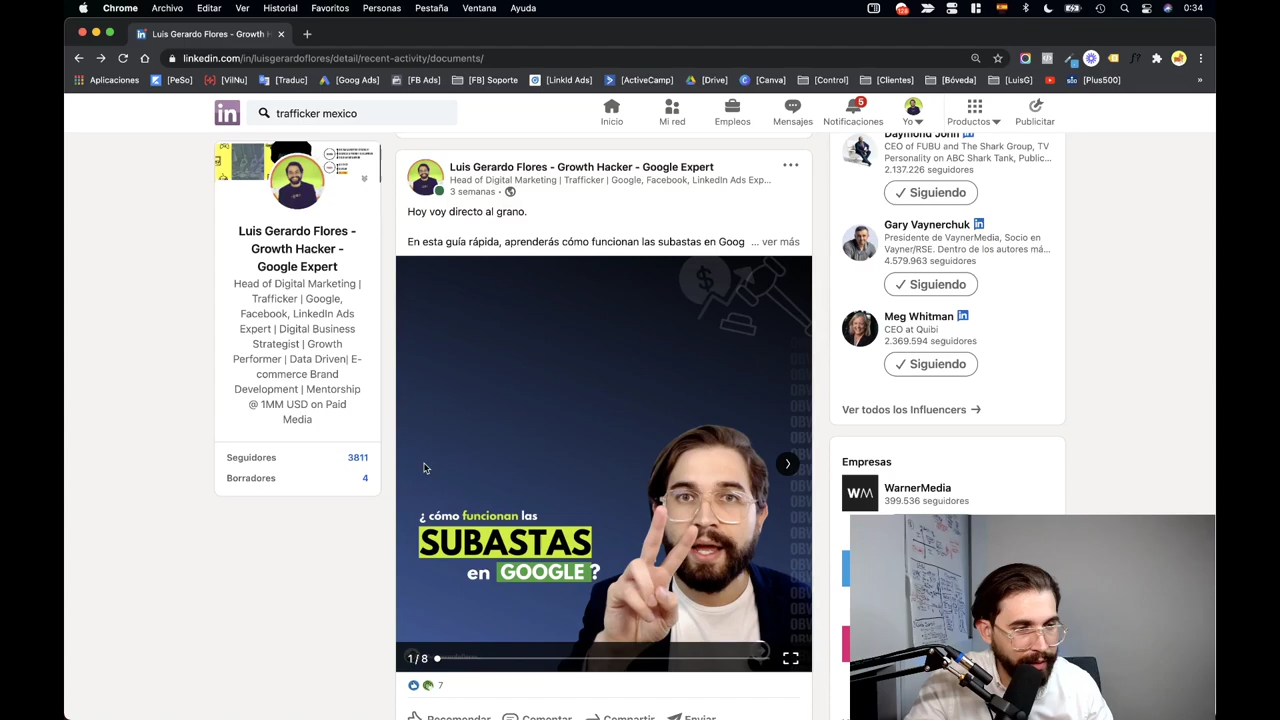 Chrome Archivo Editar Ver Historial Favoritos Personas Pestaña Ventana Ayuda 0:34
Luis Gerardo Flores - Growth H
linkedin.com/in/luisgerardoflores/detail/recent-activity/documents/
Aplicaciones [PeSo] [VilNu] [Traduc] [Goog Ads] [FB Ads] [FB] Soporte [LinkId Ads] [ActiveCamp] [Drive] [Canva] [Control] [Clientes] [Bóveda] [LuisG] [Plus500] »
trafficker mexico
Inicio Mi red Empleos Mensajes 5 Notificaciones Yo Productos Publicitar
Luis Gerardo Flores -
Growth Hacker -
Google Expert
Head of Digital Marketing |
Trafficker | Google,
Facebook, LinkedIn Ads
Expert | Digital Business
Strategist | Growth
Performer | Data Driven| E-
commerce Brand
Development | Mentorship
@ 1MM USD on Paid
Media
Seguidores 3811
Borradores 4
Luis Gerardo Flores - Growth Hacker - Google Expert
Head of Digital Marketing | Trafficker | Google, Facebook, LinkedIn Ads Exp...
3 semanas •
Hoy voy directo al grano.
En esta guía rápida, aprenderás cómo funcionan las subastas en Goog ... ver más
¿ cómo funcionan las
SUBASTAS
en GOOGLE ?
1/8
7
Recomendar Comentar Compartir Enviar
Daymond John
CEO of FUBU and The Shark Group, TV
Personality on ABC Shark Tank, Public...
2.137.226 seguidores
✓ Siguiendo
Gary Vaynerchuk
Presidente de VaynerMedia, Socio en
Vayner/RSE. Dentro de los autores má...
4.579.963 seguidores
✓ Siguiendo
Meg Whitman
CEO at Quibi
2.369.594 seguidores
✓ Siguiendo
Ver todos los Influencers →
Empresas
WM
WarnerMedia
399.536 seguidores